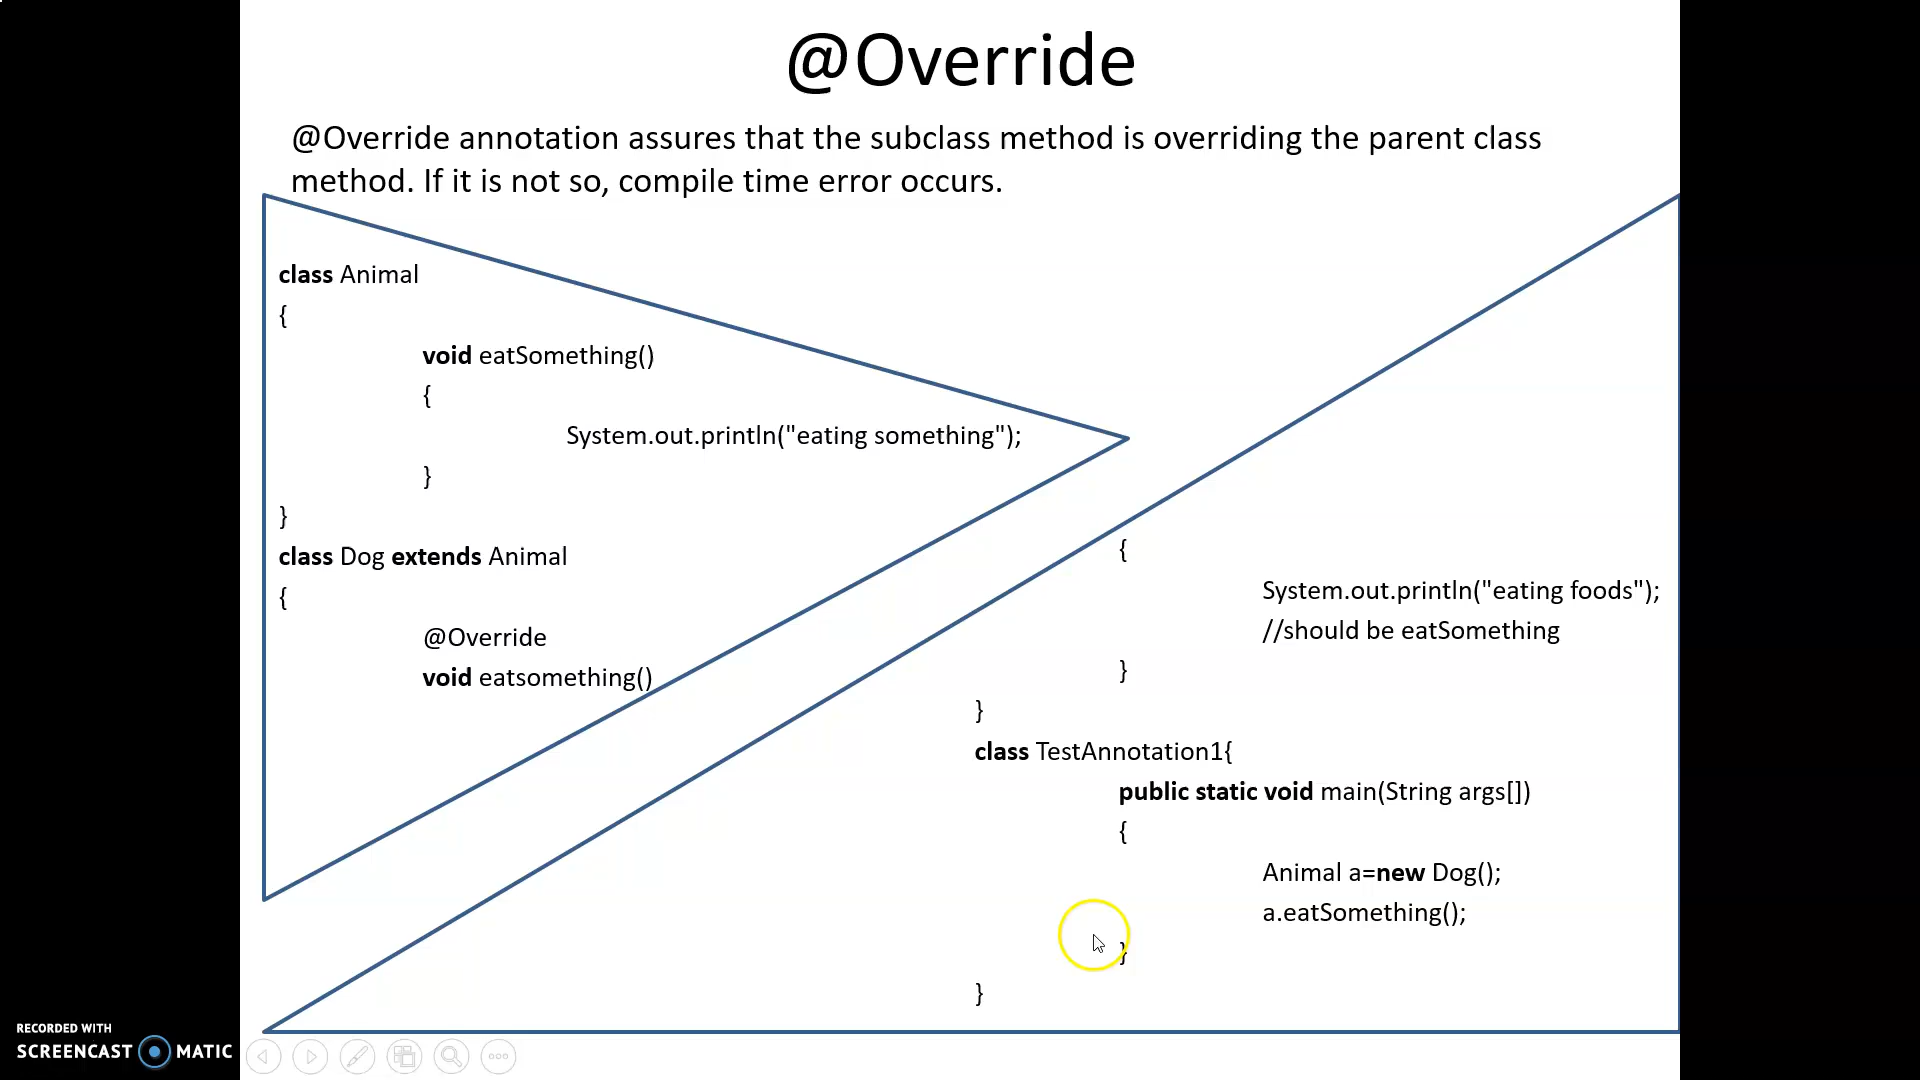 @Override
@Override annotation assures that the subclass method is overriding the parent class
method. If it is not so, compile time error occurs.
class Animal
{
void eatSomething()
{
System.out.println("eating something");
}
}
class Dog extends Animal
{
@Override
void eatsomething()
{
System.out.println("eating foods");
//should be eatSomething
}
}
class TestAnnotation1{
public static void main(String args[])
{
Animal a=new Dog();
a.eatSomething();
}
}
RECORDED WITH
SCREENCAST MATIC